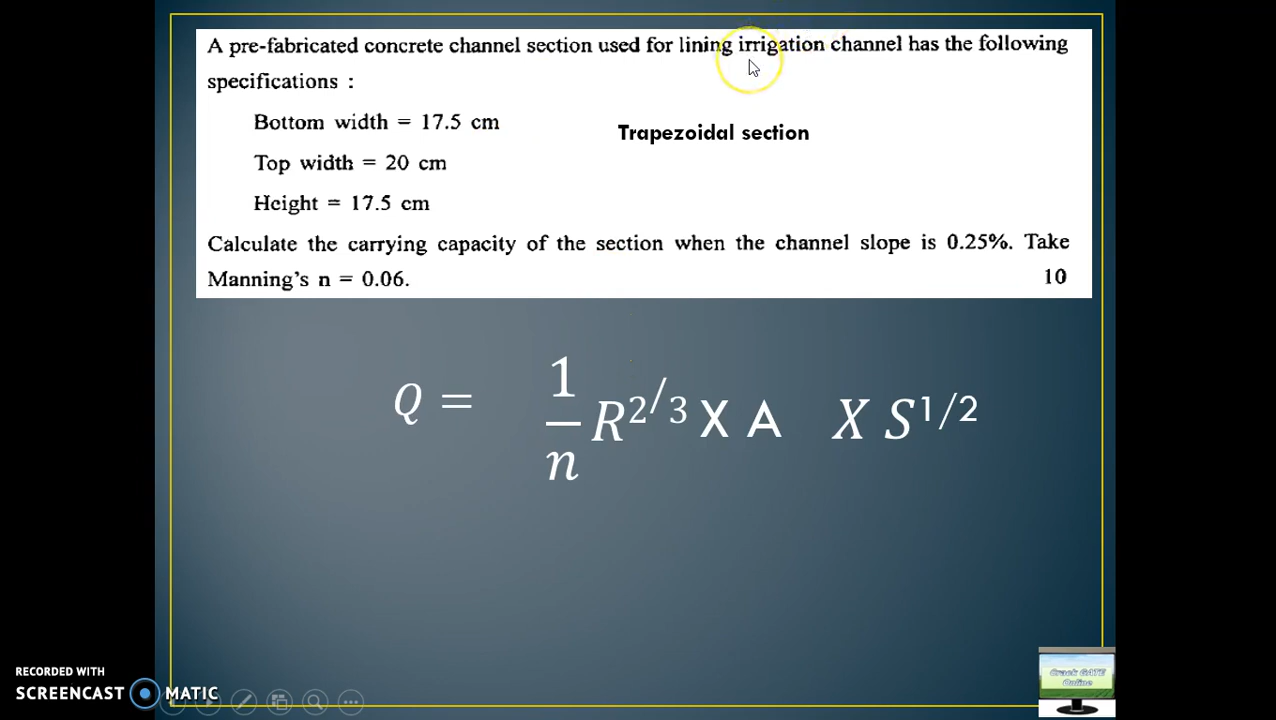 A pre-fabricated concrete channel section used for lining irrigation channel has the following
specifications :
Bottom width = 17.5 cm
Trapezoidal section
Top width = 20 cm
Height = 17.5 cm
Calculate the carrying capacity of the section when the channel slope is 0.25%. Take
Manning's n = 0.06. 10
Q = 1/n R^2/3 X A X S^1/2
RECORDED WITH
SCREENCAST MATIC
Crack GATE
Online